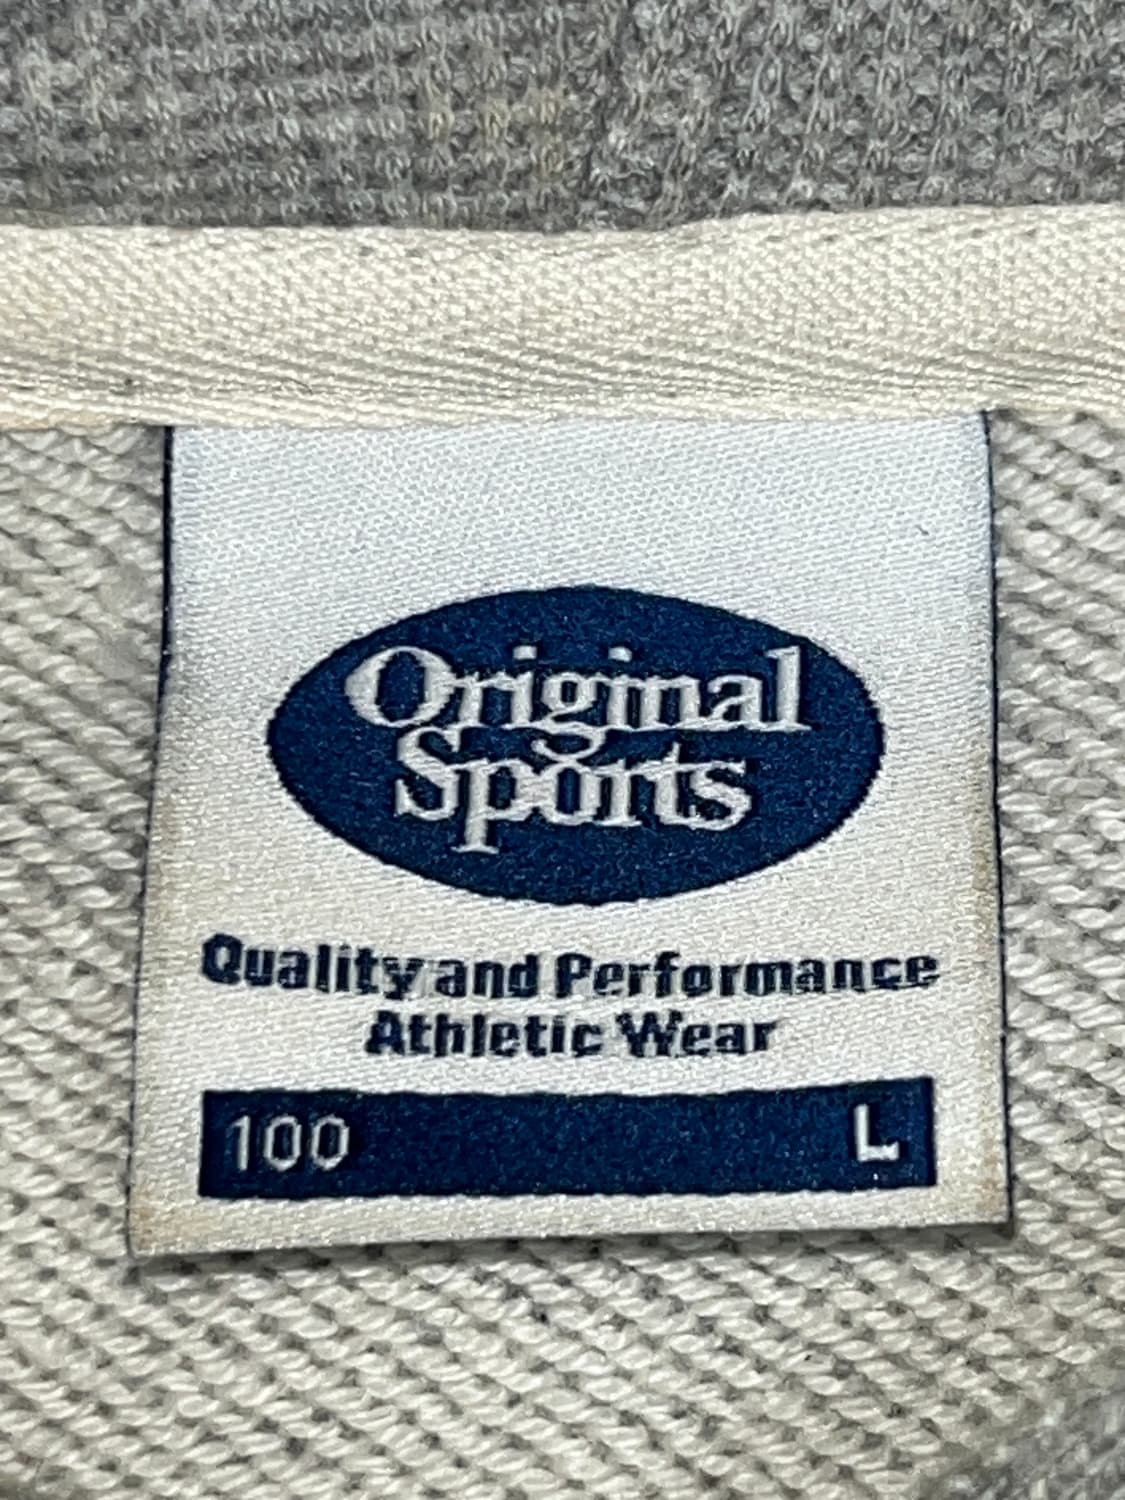 Original
Sports
Quality and Performance
Athletic Wear
100 L